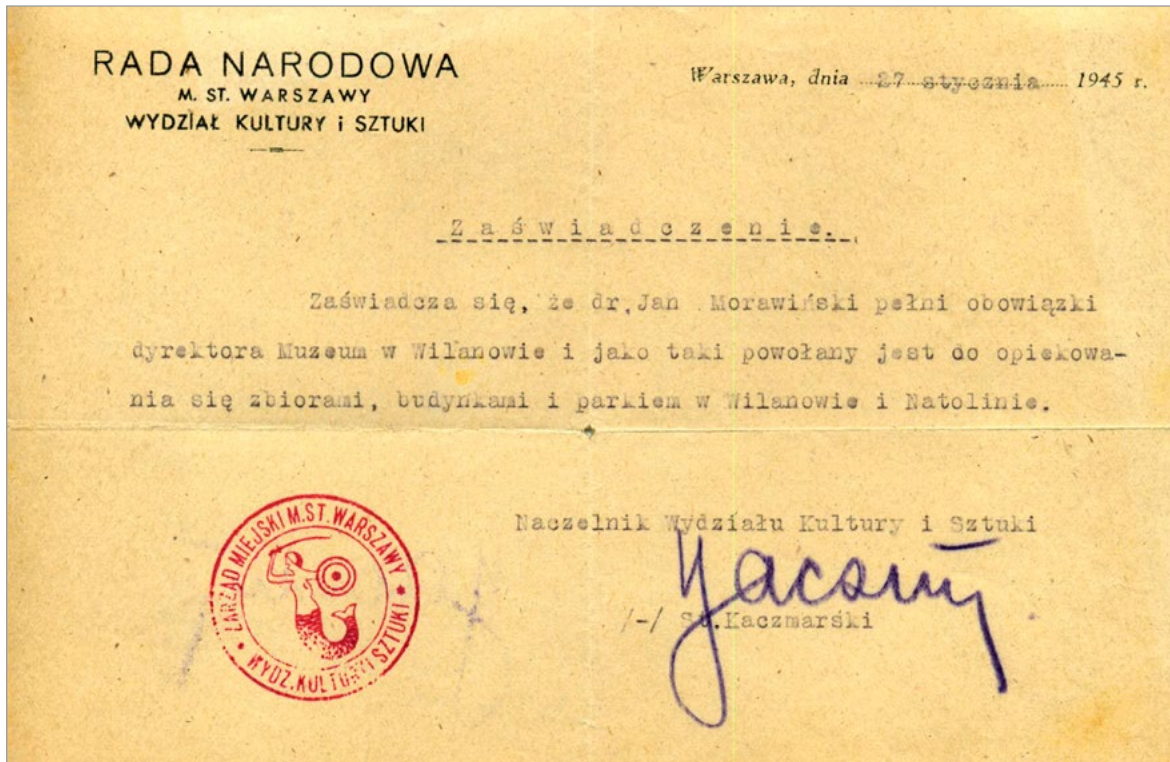 RADA NARODOWA
M. ST. WARSZAWY
WYDZIAŁ KULTURY i SZTUKI
Warszawa, dnia 27 stycznia 1945 r.
Zaświadczenie.
Zaświadcza się, że dr,Jan Morawiński pełni obowiązki
dyrektora Muzeum w Wilanowie i jako taki powołany jest do opiekowa-
nia się zbiorami, budynkami i parkiem w Wilanowie i Natolinie.
ZARZĄD MIEJSKI M.ST. WARSZAWY
WYDZ. KULTURY I SZTUKI
Naczelnik Wydziału Kultury i Sztuki
/-/ St.Kaczmarski